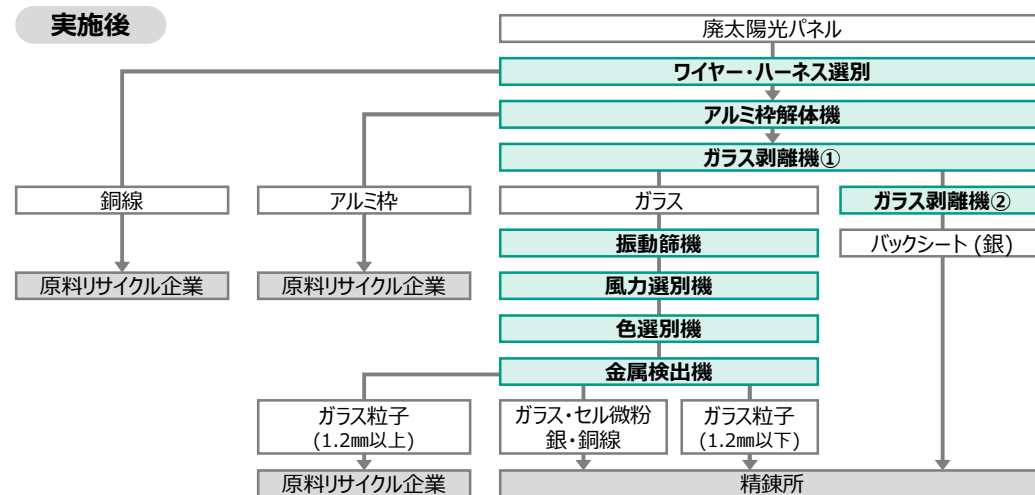 実施後
廃太陽光パネル
ワイヤー・ハーネス選別
アルミ枠解体機
ガラス剥離機①
銅線
アルミ枠
ガラス
ガラス剥離機②
振動篩機
バックシート (銀)
原料リサイクル企業
原料リサイクル企業
風力選別機
色選別機
金属検出機
ガラス粒子
(1.2㎜以上)
ガラス・セル微粉
銀・銅線
ガラス粒子
(1.2㎜以下)
原料リサイクル企業
精錬所